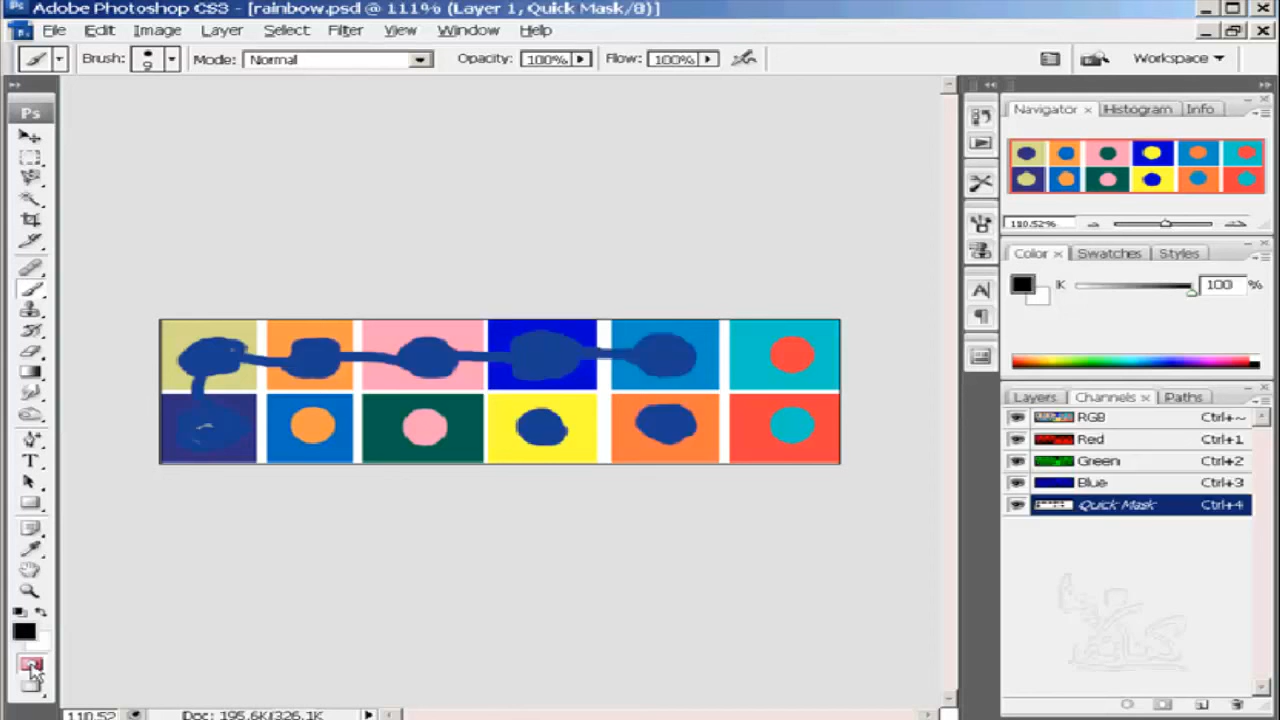 Adobe Photoshop CS3 - [rainbow.psd @ 111% (Layer 1, Quick Mask/8)]
File Edit Image Layer Select Filter View Window Help
Brush: 9 Mode: Normal Opacity: 100% Flow: 100% Workspace
Ps
Navigator × Histogram Info
110.52%
Color × Swatches Styles
K 100 %
Layers Channels × Paths
RGB Ctrl+~
Red Ctrl+1
Green Ctrl+2
Blue Ctrl+3
Quick Mask Ctrl+4
110.52 Doc: 195.6K/326.1K